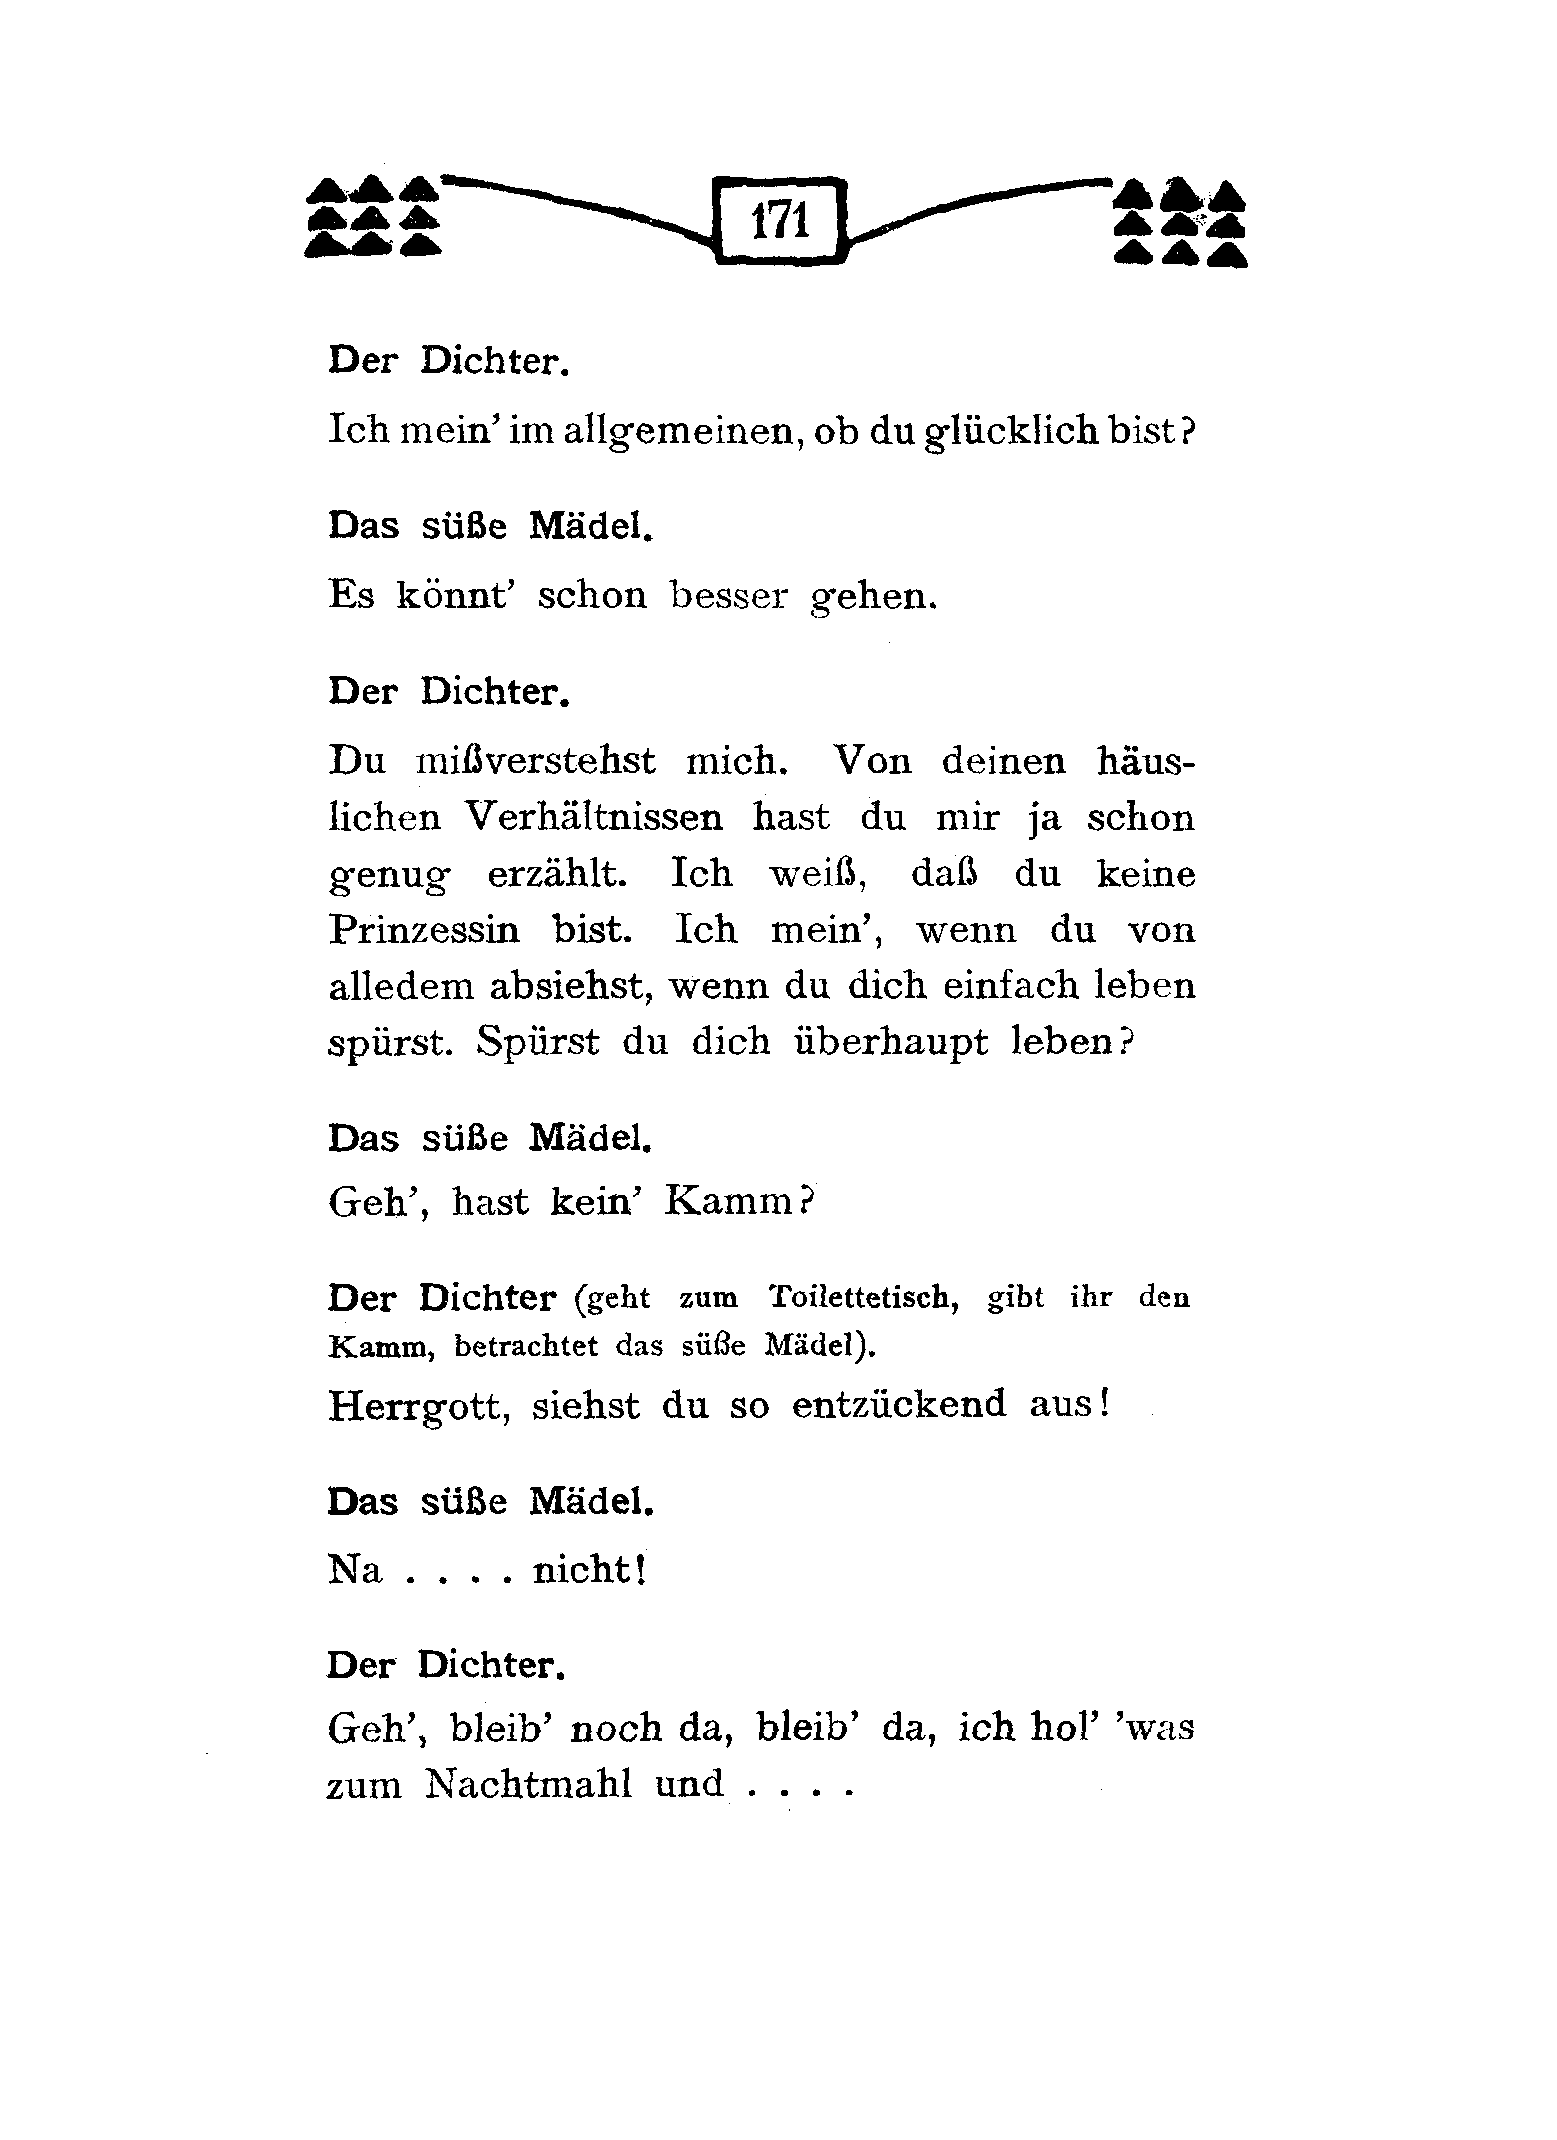 171
Der Dichter.
Ich mein' im allgemeinen, ob du glücklich bist?
Das süße Mädel.
Es könnt' schon besser gehen.
Der Dichter.
Du mißverstehst mich. Von deinen häus-
lichen Verhältnissen hast du mir ja schon
genug erzählt. Ich weiß, daß du keine
Prinzessin bist. Ich mein', wenn du von
alledem absiehst, wenn du dich einfach leben
spürst. Spürst du dich überhaupt leben?
Das süße Mädel.
Geh', hast kein' Kamm?
Der Dichter (geht zum Toilettetisch, gibt ihr den
Kamm, betrachtet das süße Mädel).
Herrgott, siehst du so entzückend aus!
Das süße Mädel.
Na . . . . nicht!
Der Dichter.
Geh', bleib' noch da, bleib' da, ich hol' 'was
zum Nachtmahl und . . . .